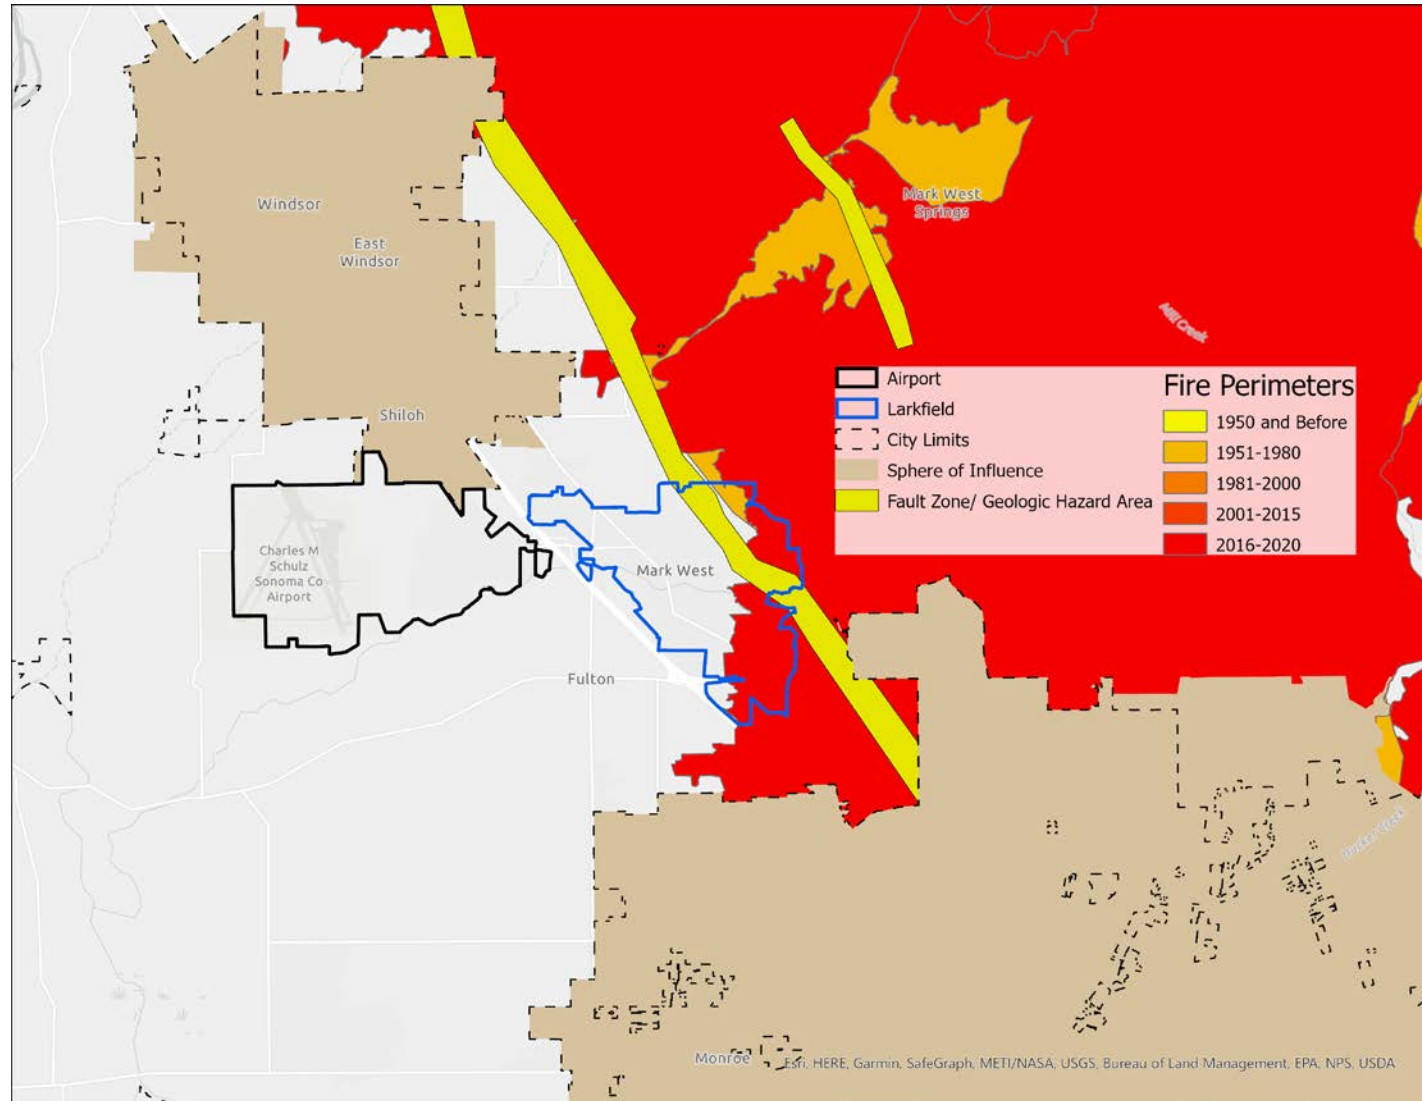 Windsor
East
Windsor
Mark West
Springs
Mill Creek
Shiloh
Airport
Larkfield
City Limits
Sphere of Influence
Fault Zone/ Geologic Hazard Area
Fire Perimeters
1950 and Before
1951-1980
1981-2000
2001-2015
2016-2020
Charles M
Schulz
Sonoma Co
Airport
Mark West
Fulton
Ducker Creek
Monroe
Esri, HERE, Garmin, SafeGraph, METI/NASA, USGS, Bureau of Land Management, EPA, NPS, USDA